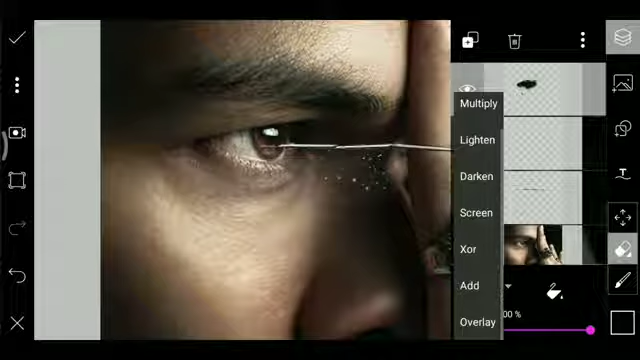 Multiply
Lighten
Darken
Screen
Xor
Add
00 %
Overlay